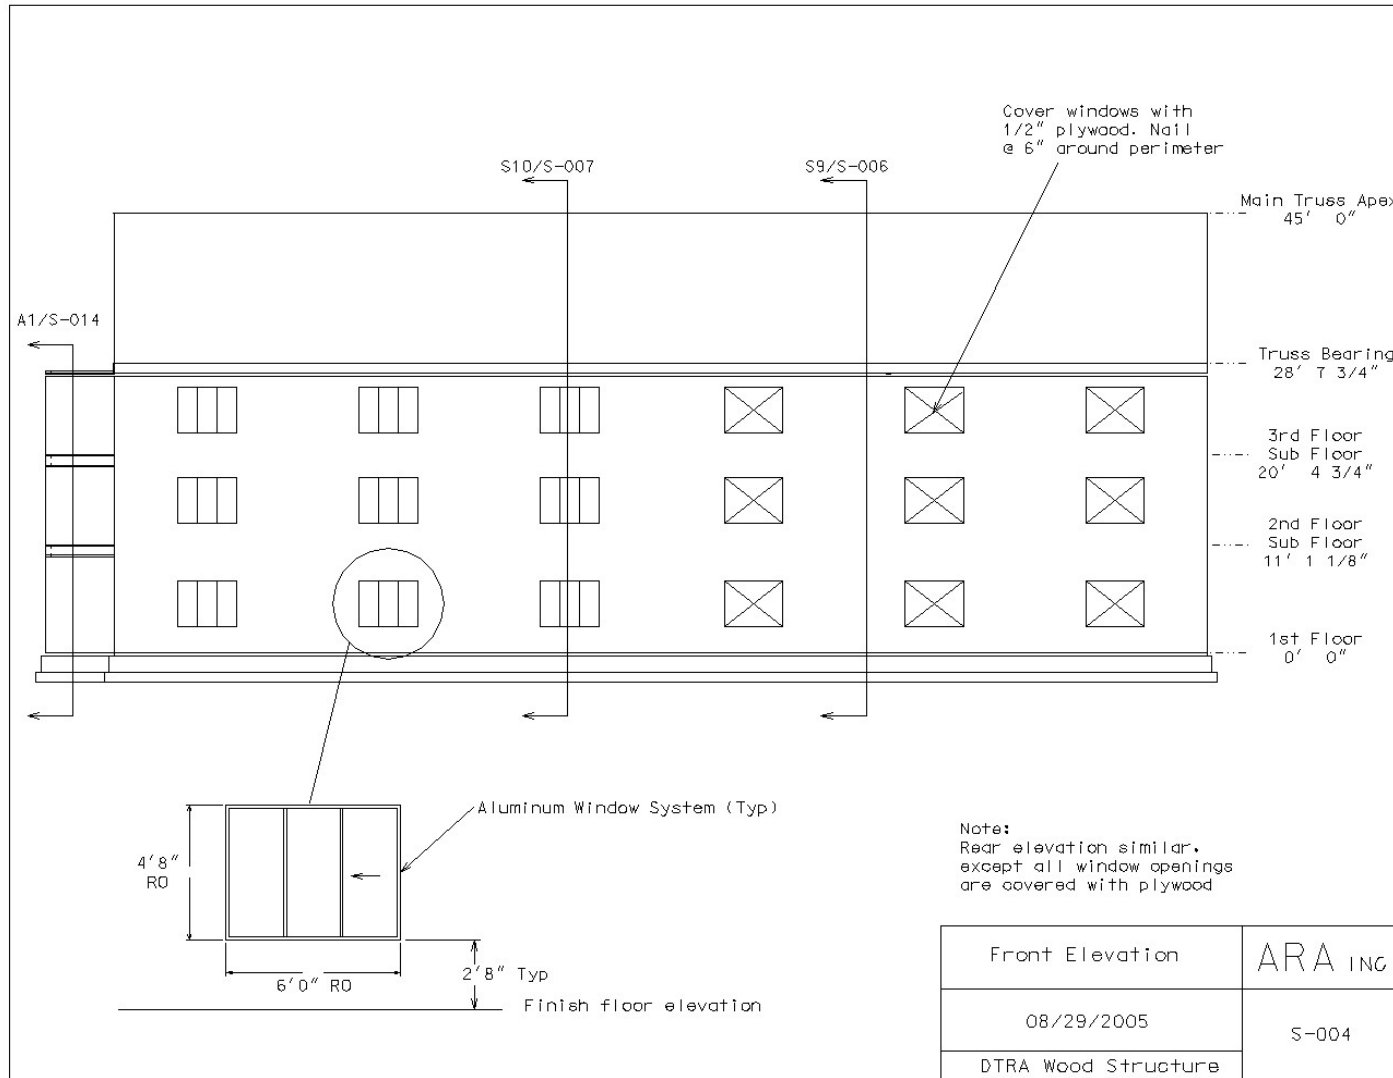 Cover windows with
1/2" plywood. Nail
@ 6" around perimeter
S10/S-007
S9/S-006
Main Truss Apex
45' 0"
A1/S-014
Truss Bearing
28' 7 3/4"
3rd Floor
Sub Floor
20' 4 3/4"
2nd Floor
Sub Floor
11' 1 1/8"
1st Floor
0' 0"
Aluminum Window System (Typ)
4'8"
RO
6'0" RO
2'8" Typ
Finish floor elevation
Note:
Rear elevation similar,
except all window openings
are covered with plywood
Front Elevation
ARA INC
08/29/2005
S-004
DTRA Wood Structure